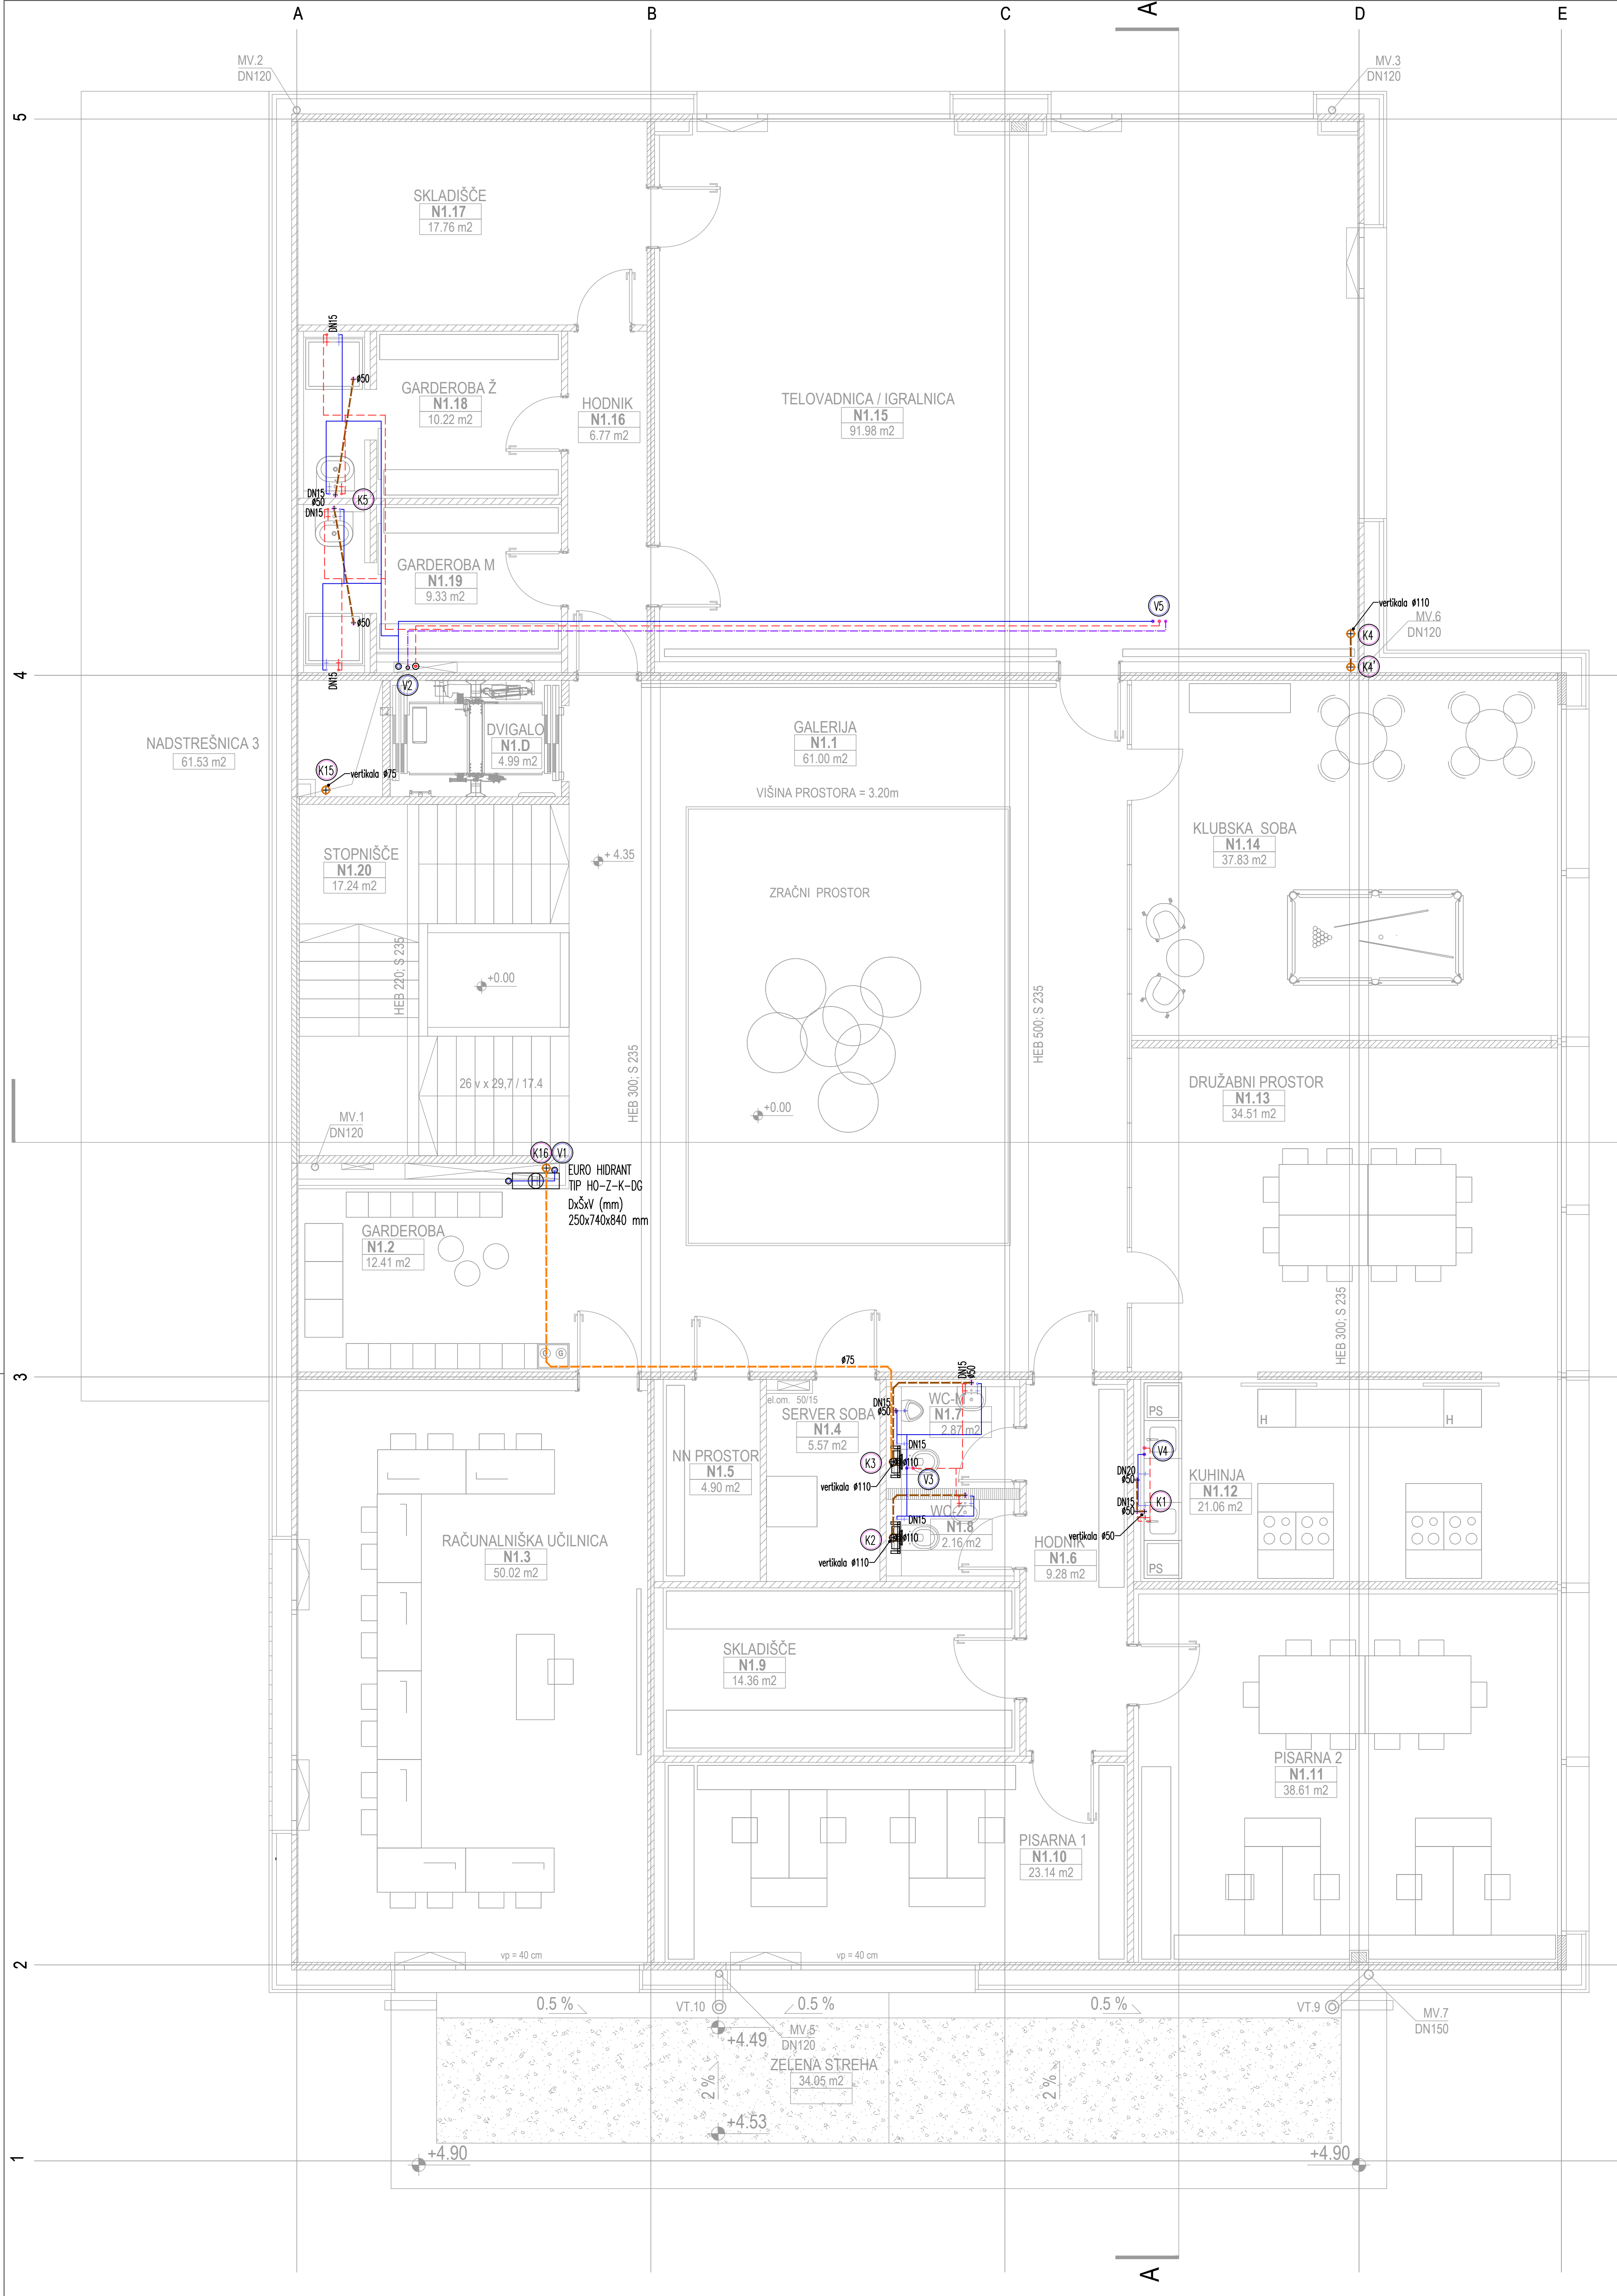 A
B
C
A
D
E
MV.2
DN120
MV.3
DN120
5
SKLADIŠČE
N1.17
17.76 m2
DN15
ø50
GARDEROBA Ž
N1.18
10.22 m2
HODNIK
N1.16
6.77 m2
TELOVADNICA / IGRALNICA
N1.15
91.98 m2
DN15
ø50
DN15
K5
GARDEROBA M
N1.19
9.33 m2
ø50
DN15
V5
vertikala ø110
K4
MV.6
DN120
K4'
4
V2
NADSTREŠNICA 3
61.53 m2
DVIGALO
N1.D
4.99 m2
GALERIJA
N1.1
61.00 m2
K15
vertikala ø75
VIŠINA PROSTORA = 3.20m
KLUBSKA SOBA
N1.14
37.83 m2
STOPNIŠČE
N1.20
17.24 m2
+ 4.35
ZRAČNI PROSTOR
HEB 220; S 235
+0.00
HEB 500; S 235
HEB 300; S 235
26 v x 29,7 / 17.4
DRUŽABNI PROSTOR
N1.13
34.51 m2
+0.00
MV.1
DN120
K16
V1
EURO HIDRANT
TIP HO-Z-K-DG
DxŠxV (mm)
250x740x840 mm
GARDEROBA
N1.2
12.41 m2
HEB 300; S 235
G
G
3
ø75
DN15
ø50
el.om. 50/15
DN15
ø50
WC-M
N1.7
2.87 m2
PS
H
H
SERVER SOBA
N1.4
5.57 m2
DN15
NN PROSTOR
N1.5
4.90 m2
K3
ø110
vertikala ø110
V3
V4
DN20
ø50
KUHINJA
N1.12
21.06 m2
DN15
ø50
K1
vertikala ø50
WC-Ž
N1.8
2.16 m2
DN15
K2
ø110
vertikala ø110
RAČUNALNIŠKA UČILNICA
N1.3
50.02 m2
HODNIK
N1.6
9.28 m2
PS
SKLADIŠČE
N1.9
14.36 m2
PISARNA 2
N1.11
38.61 m2
PISARNA 1
N1.10
23.14 m2
vp = 40 cm
vp = 40 cm
2
0.5 %
VT.10
0.5 %
0.5 %
VT.9
MV.7
DN150
+4.49
MV.5
DN120
ZELENA STREHA
34.05 m2
2 %
2 %
+4.53
+4.90
+4.90
1
A